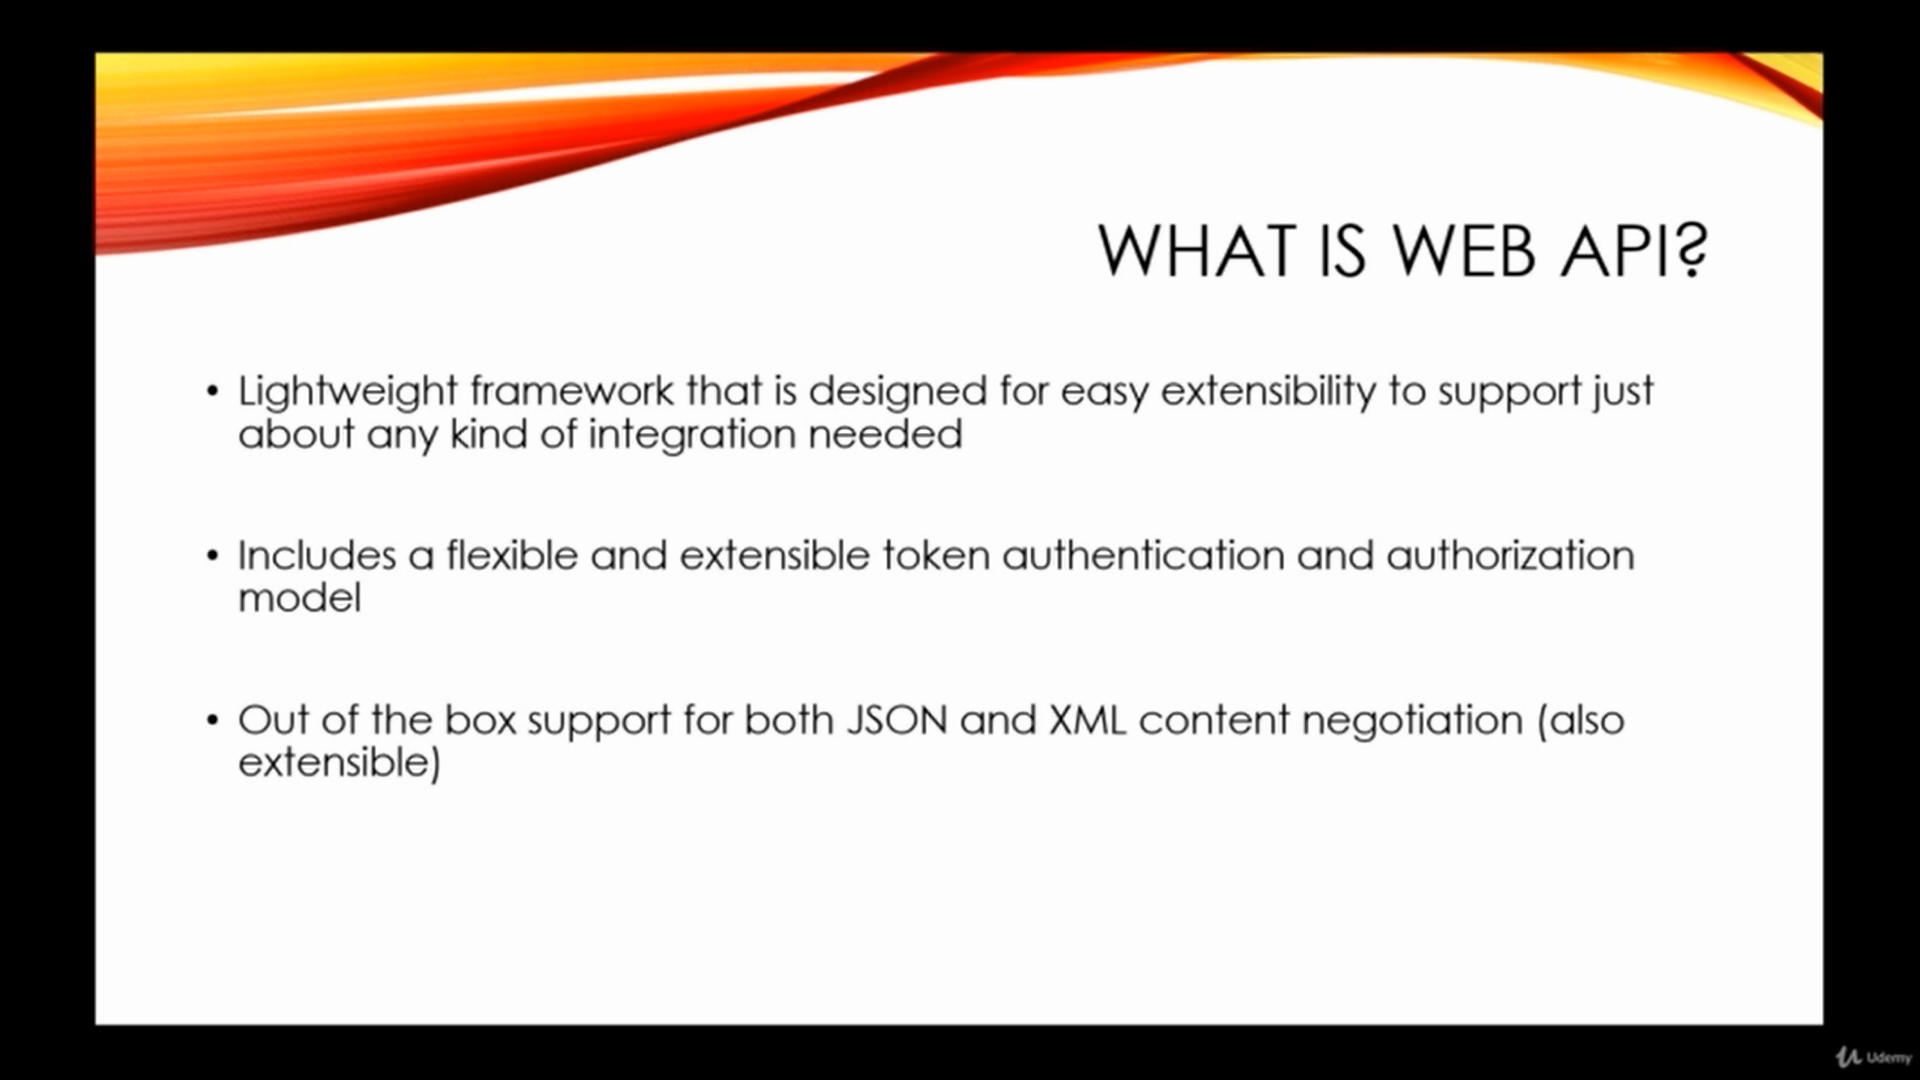 WHAT IS WEB API?
• Lightweight framework that is designed for easy extensibility to support just
about any kind of integration needed
• Includes a flexible and extensible token authentication and authorization
model
• Out of the box support for both JSON and XML content negotiation (also
extensible)
Udemy